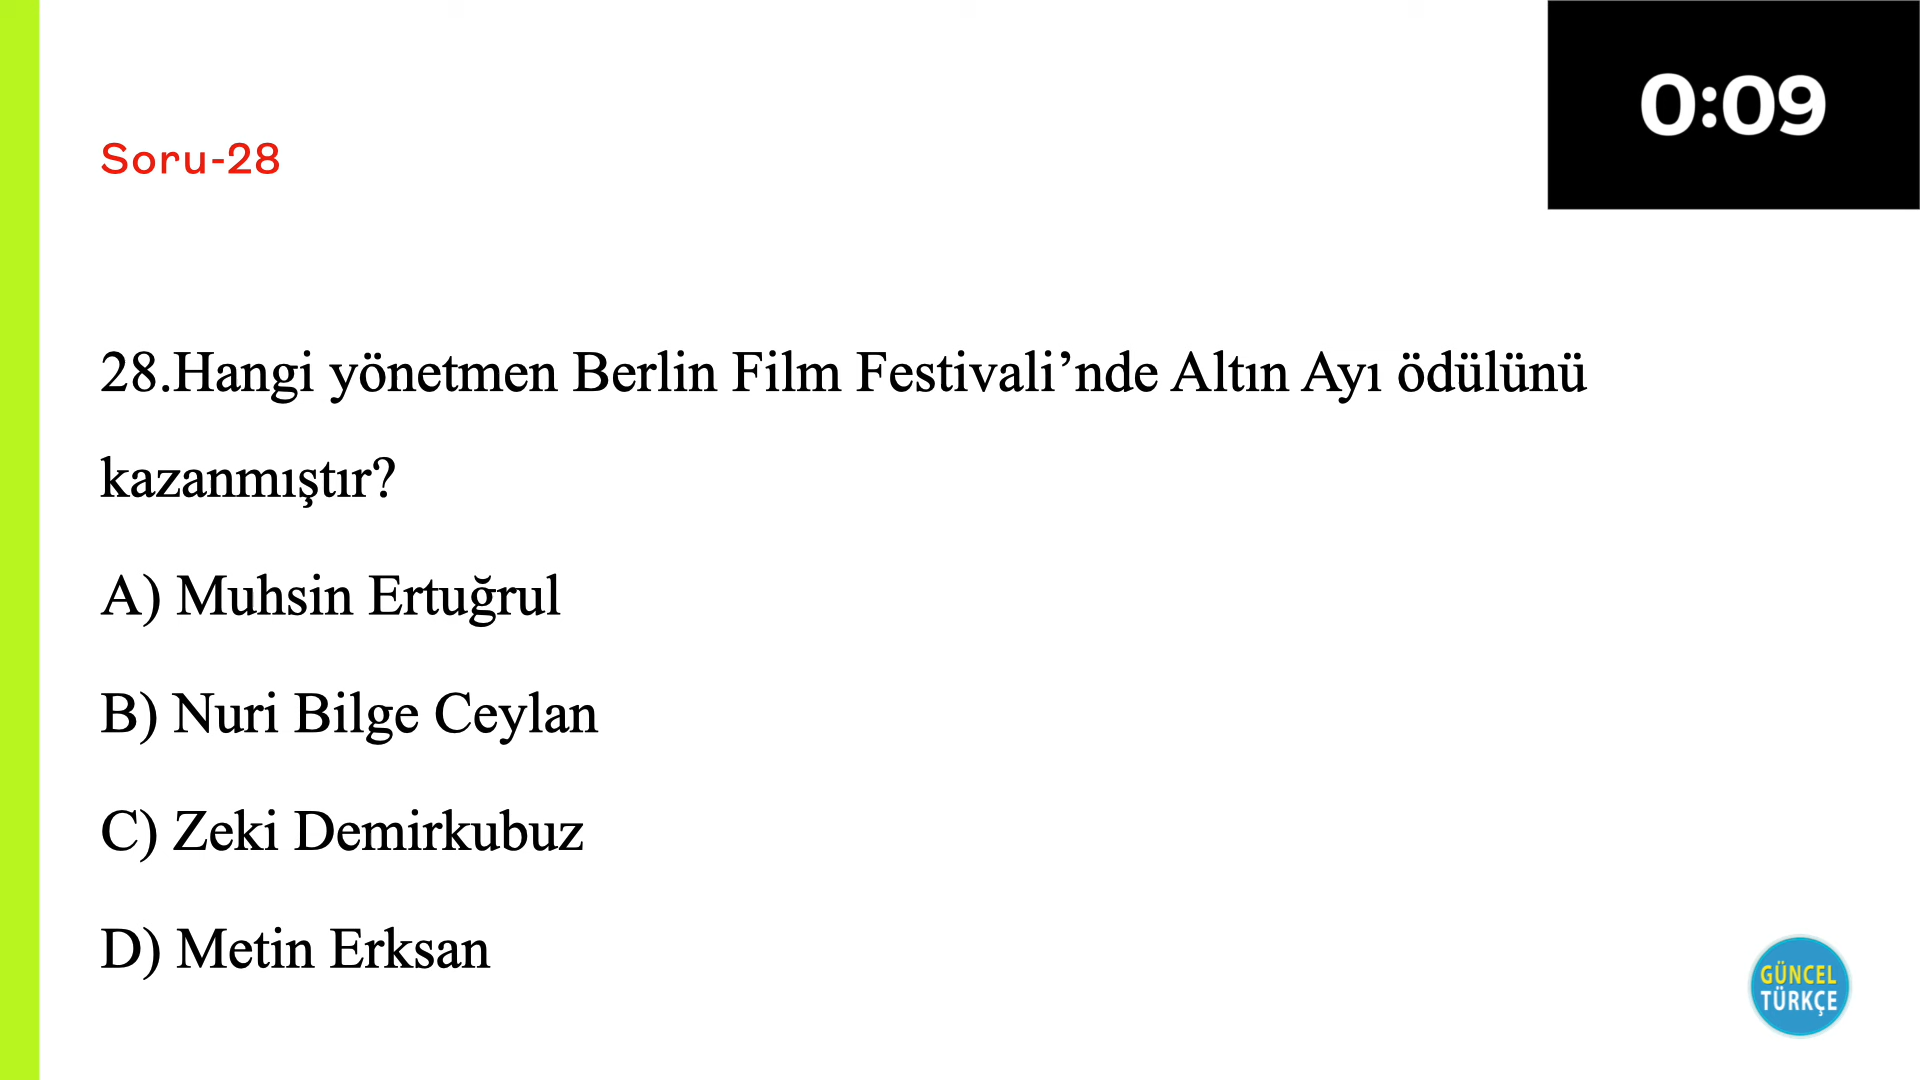 0:09
Soru-28
28.Hangi yönetmen Berlin Film Festivali’nde Altın Ayı ödülünü
kazanmıştır?
A) Muhsin Ertuğrul
B) Nuri Bilge Ceylan
C) Zeki Demirkubuz
D) Metin Erksan
GÜNCEL
TÜRKÇE